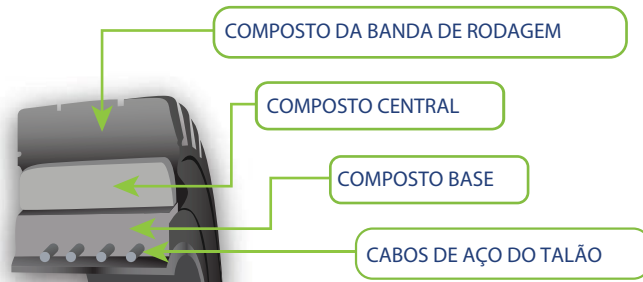 COMPOSTO DA BANDA DE RODAGEM
COMPOSTO CENTRAL
COMPOSTO BASE
CABOS DE AÇO DO TALÃO